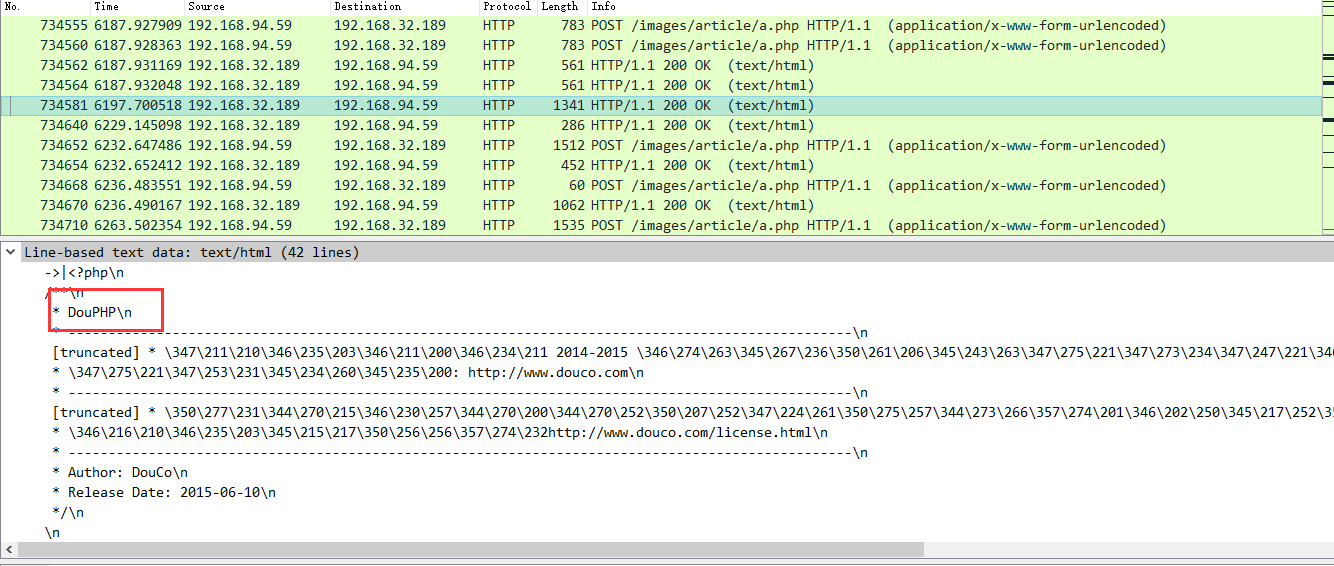 No. Time Source Destination Protocol Length Info
734555 6187.927909 192.168.94.59 192.168.32.189 HTTP 783 POST /images/article/a.php HTTP/1.1 (application/x-www-form-urlencoded)
734560 6187.928363 192.168.94.59 192.168.32.189 HTTP 783 POST /images/article/a.php HTTP/1.1 (application/x-www-form-urlencoded)
734562 6187.931169 192.168.32.189 192.168.94.59 HTTP 561 HTTP/1.1 200 OK (text/html)
734564 6187.932048 192.168.32.189 192.168.94.59 HTTP 561 HTTP/1.1 200 OK (text/html)
734581 6197.700518 192.168.32.189 192.168.94.59 HTTP 1341 HTTP/1.1 200 OK (text/html)
734640 6229.145098 192.168.32.189 192.168.94.59 HTTP 286 HTTP/1.1 200 OK (text/html)
734652 6232.647486 192.168.94.59 192.168.32.189 HTTP 1512 POST /images/article/a.php HTTP/1.1 (application/x-www-form-urlencoded)
734654 6232.652412 192.168.32.189 192.168.94.59 HTTP 452 HTTP/1.1 200 OK (text/html)
734668 6236.483551 192.168.94.59 192.168.32.189 HTTP 60 POST /images/article/a.php HTTP/1.1 (application/x-www-form-urlencoded)
734670 6236.490167 192.168.32.189 192.168.94.59 HTTP 1062 HTTP/1.1 200 OK (text/html)
734710 6263.502354 192.168.94.59 192.168.32.189 HTTP 1535 POST /images/article/a.php HTTP/1.1 (application/x-www-form-urlencoded)
Line-based text data: text/html (42 lines)
->|<?php\n
/**\n
* DouPHP\n
* --------------------------------------------------------------------------------------------------\n
[truncated] * \347\211\210\346\235\203\346\211\200\346\234\211 2014-2015 \346\274\263\345\267\236\350\261\206\345\243\263\347\275\221\347\273\234\347\247\221\346
* \347\275\221\347\253\231\345\234\260\345\235\200: http://www.douco.com\n
* --------------------------------------------------------------------------------------------------\n
[truncated] * \350\277\231\344\270\215\346\230\257\344\270\200\344\270\252\350\207\252\347\224\261\350\275\257\344\273\266\357\274\201\346\202\250\345\217\252\35
* \346\216\210\346\235\203\345\215\217\350\256\256\357\274\232http://www.douco.com/license.html\n
* --------------------------------------------------------------------------------------------------\n
* Author: DouCo\n
* Release Date: 2015-06-10\n
*/\n
\n